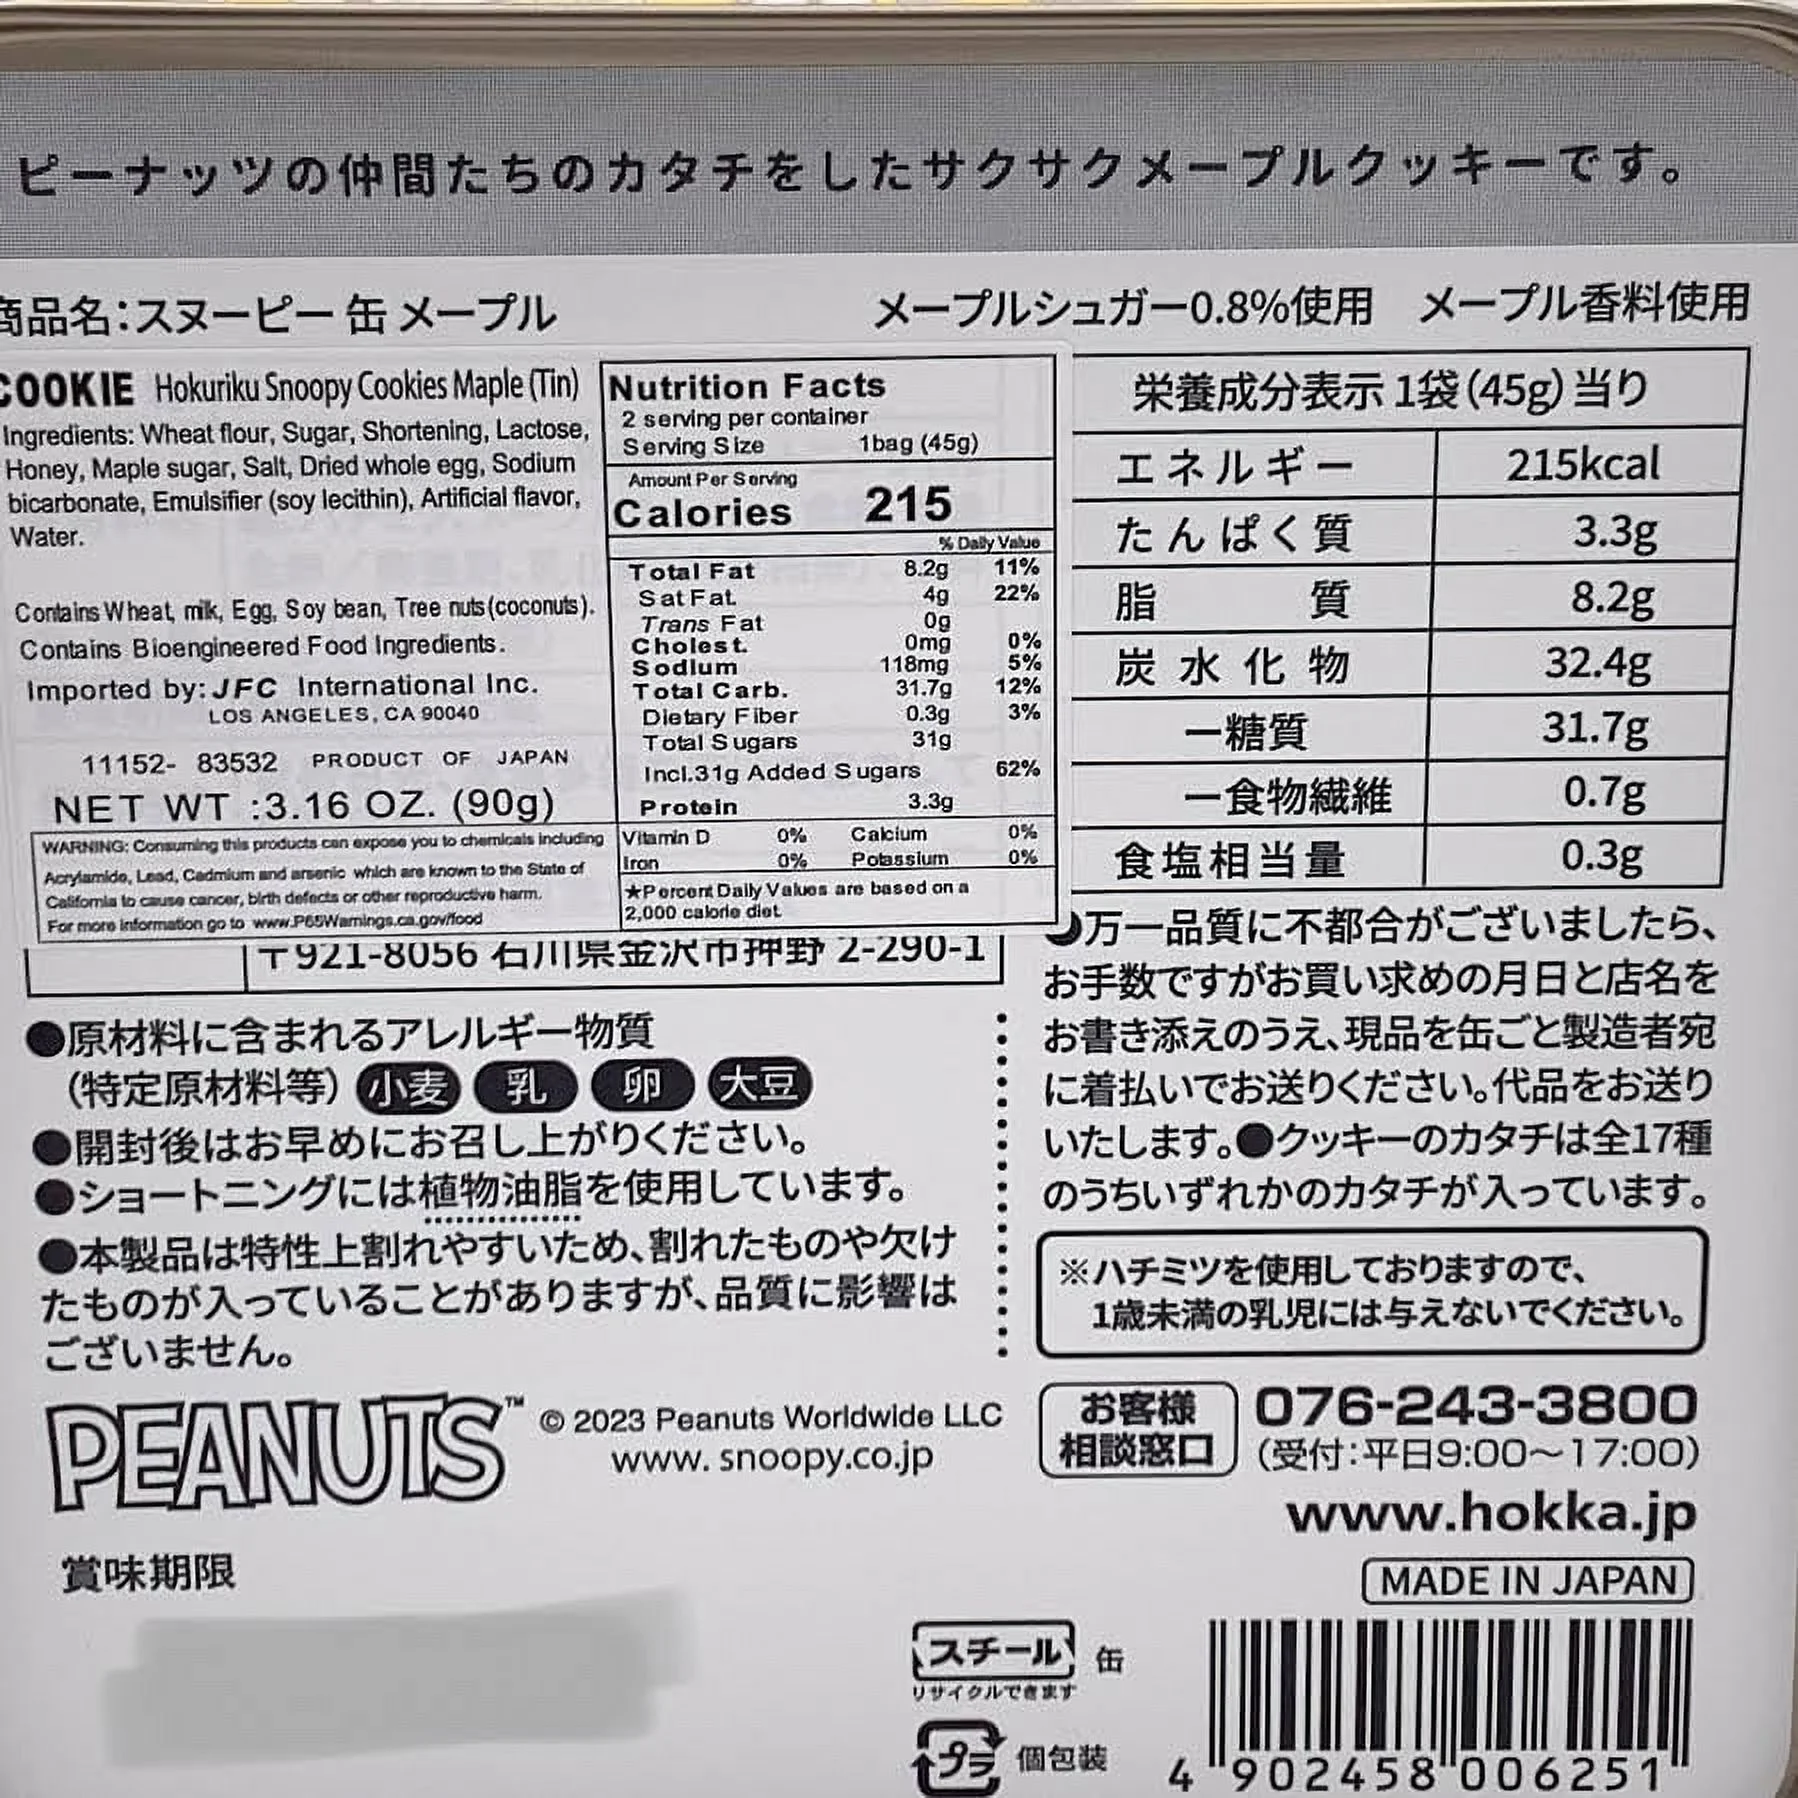 ピーナッツの仲間たちのカタチをしたサクサクメープルクッキーです。
商品名:スヌーピー 缶 メープル
メープルシュガー0.8%使用 メープル香料使用
COOKIE Hokuriku Snoopy Cookies Maple (Tin)
Ingredients: Wheat flour, Sugar, Shortening, Lactose,
Honey, Maple sugar, Salt, Dried whole egg, Sodium
bicarbonate, Emulsifier (soy lecithin), Artificial flavor,
Water.
Contains Wheat, milk, Egg, Soy bean, Tree nuts(coconuts).
Contains Bioengineered Food Ingredients.
Imported by: JFC International Inc.
LOS ANGELES, CA 90040
11152- 83532 PRODUCT OF JAPAN
NET WT :3.16 OZ. (90g)
WARNING: Consuming this products can expose you to chemicals including
Acrylamide, Lead, Cadmium and arsenic which are known to the State of
California to cause cancer, birth defects or other reproductive harm.
For more information go to www.P65Warnings.ca.gov/food
Nutrition Facts
2 serving per container
Serving Size 1bag (45g)
Amount Per Serving
Calories 215
% Daily Value
Total Fat 8.2g 11%
Sat Fat. 4g 22%
Trans Fat 0g
Cholest. 0mg 0%
Sodium 118mg 5%
Total Carb. 31.7g 12%
Dietary Fiber 0.3g 3%
Total Sugars 31g
Incl.31g Added Sugars 62%
Protein 3.3g
Vitamin D 0% Calcium 0%
Iron 0% Potassium 0%
★Percent Daily Values are based on a
2,000 calorie diet.
栄養成分表示 1袋(45g)当り
エネルギー 215kcal
たんぱく質 3.3g
脂質 8.2g
炭水化物 32.4g
ー糖質 31.7g
ー食物繊維 0.7g
食塩相当量 0.3g
〒921-8056 石川県金沢市押野 2-290-1
●原材料に含まれるアレルギー物質
(特定原材料等) 小麦 乳 卵 大豆
●開封後はお早めにお召し上がりください。
●ショートニングには植物油脂を使用しています。
●本製品は特性上割れやすいため、割れたものや欠け
たものが入っていることがありますが、品質に影響は
ございません。
●万一品質に不都合がございましたら、
お手数ですがお買い求めの月日と店名を
お書き添えのうえ、現品を缶ごと製造者宛
に着払いでお送りください。代品をお送り
いたします。●クッキーのカタチは全17種
のうちいずれかのカタチが入っています。
※ハチミツを使用しておりますので、
1歳未満の乳児には与えないでください。
PEANUTS™ © 2023 Peanuts Worldwide LLC
www. snoopy.co.jp
お客様
相談窓口
076-243-3800
(受付:平日9:00〜17:00)
www.hokka.jp
賞味期限
MADE IN JAPAN
スチール 缶
リサイクルできます
プラ 個包装
4 902458 006251